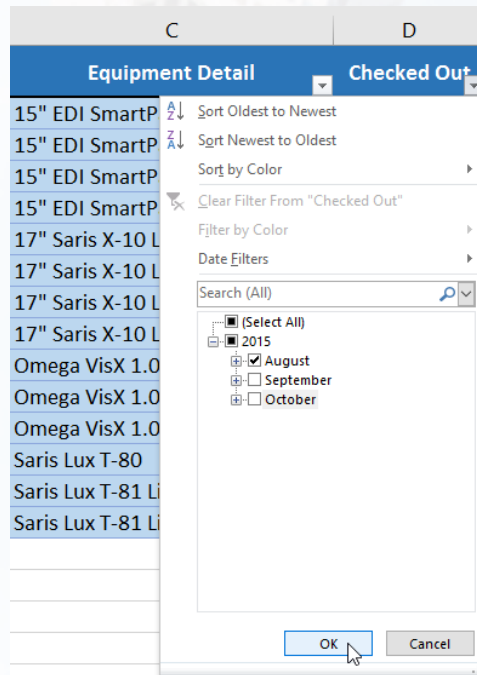 C D
Equipment Detail Checked Out
15" EDI SmartP
15" EDI SmartP
15" EDI SmartP
15" EDI SmartP
17" Saris X-10 L
17" Saris X-10 L
17" Saris X-10 L
17" Saris X-10 L
Omega VisX 1.0
Omega VisX 1.0
Omega VisX 1.0
Saris Lux T-80
Saris Lux T-81 Li
Saris Lux T-81 Li
Sort Oldest to Newest
Sort Newest to Oldest
Sort by Color
Clear Filter From "Checked Out"
Filter by Color
Date Filters
Search (All)
(Select All)
2015
August
September
October
OK Cancel